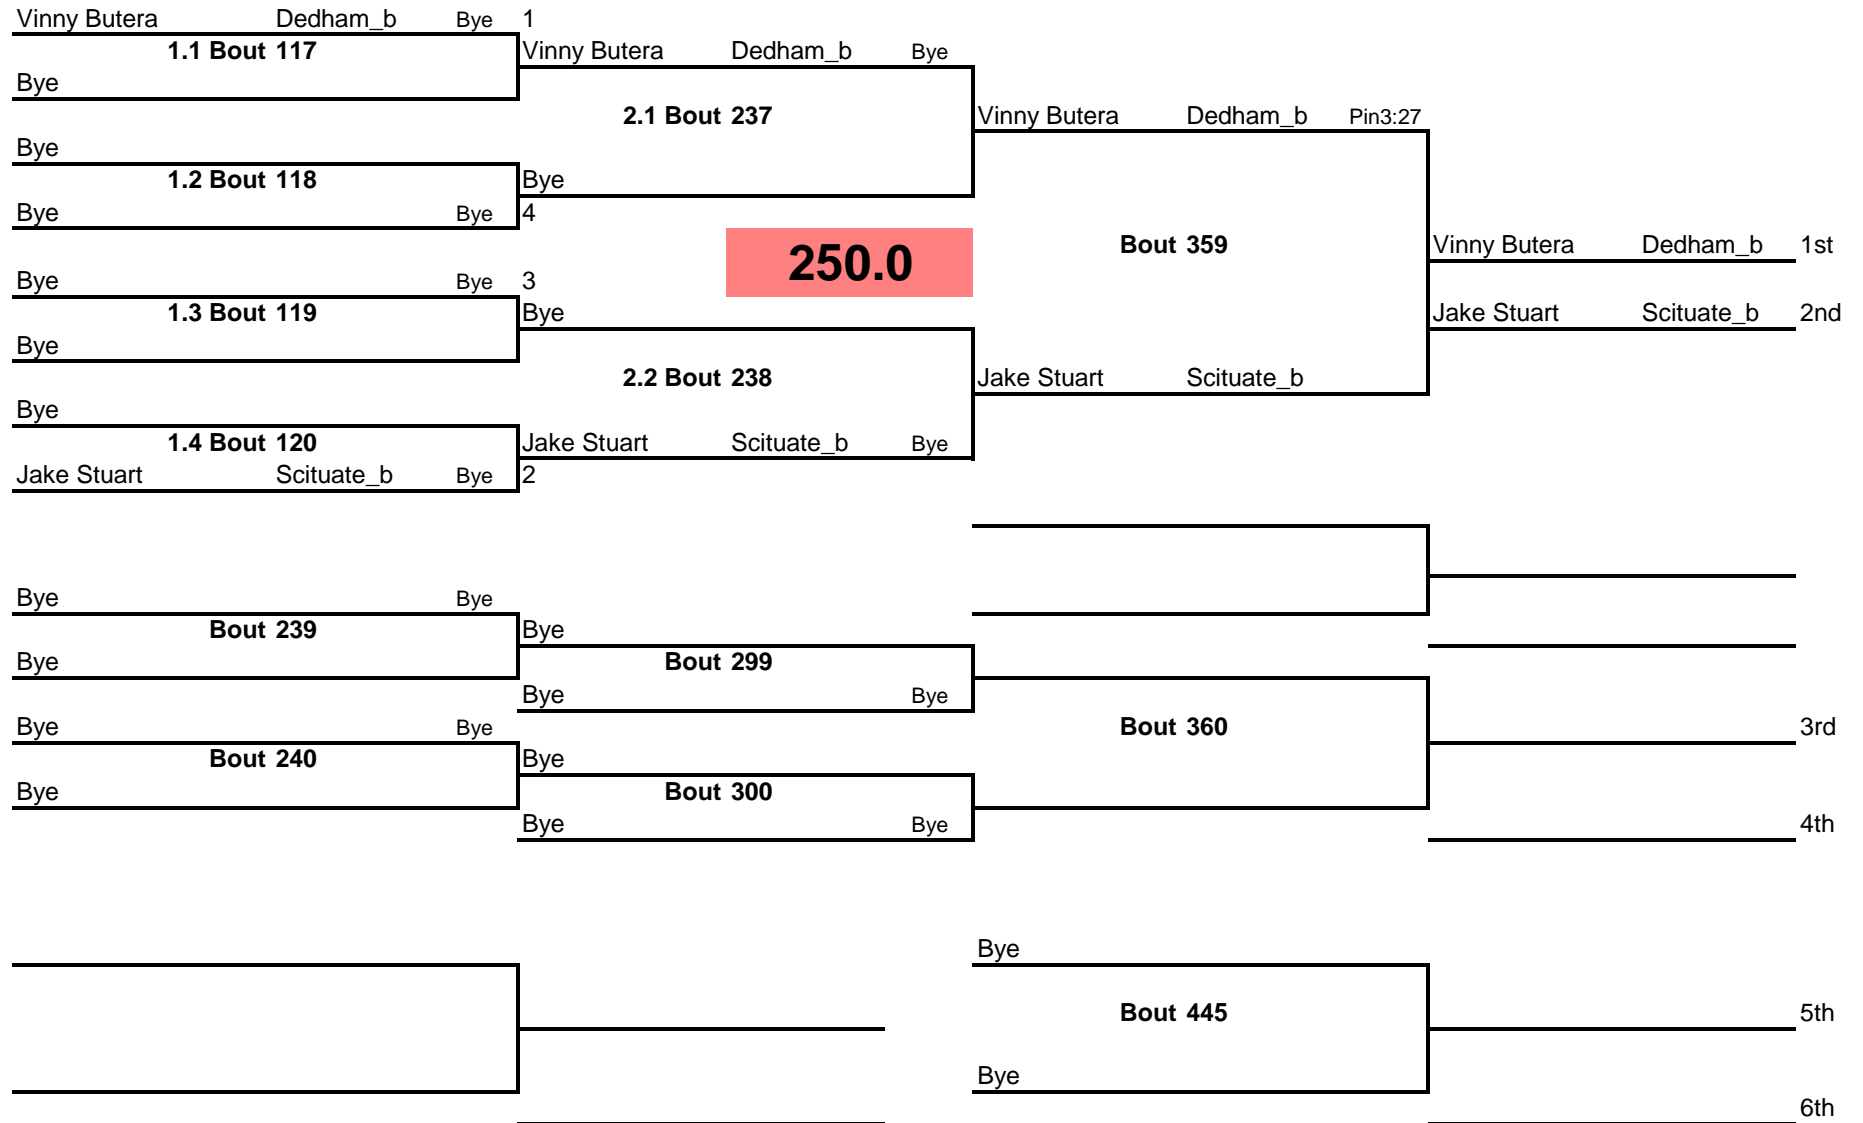 Vinny Butera Dedham_b Bye 1
1.1 Bout 117 Vinny Butera Dedham_b Bye
Bye
2.1 Bout 237 Vinny Butera Dedham_b Pin3:27
Bye
1.2 Bout 118 Bye
Bye Bye 4
250.0 Bout 359 Vinny Butera Dedham_b 1st
Bye Bye 3
1.3 Bout 119 Bye Jake Stuart Scituate_b 2nd
Bye
2.2 Bout 238 Jake Stuart Scituate_b
Bye
1.4 Bout 120 Jake Stuart Scituate_b Bye
Jake Stuart Scituate_b Bye 2
Bye Bye
Bout 239 Bye
Bye Bout 299
Bye Bye
Bye Bye Bout 360 3rd
Bout 240 Bye
Bye Bout 300
Bye Bye 4th
Bye
Bout 445 5th
Bye
6th